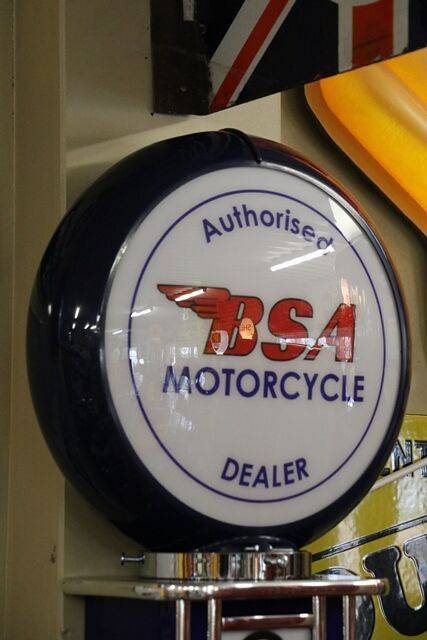 Authorised
BSA
MOTORCYCLE
DEALER